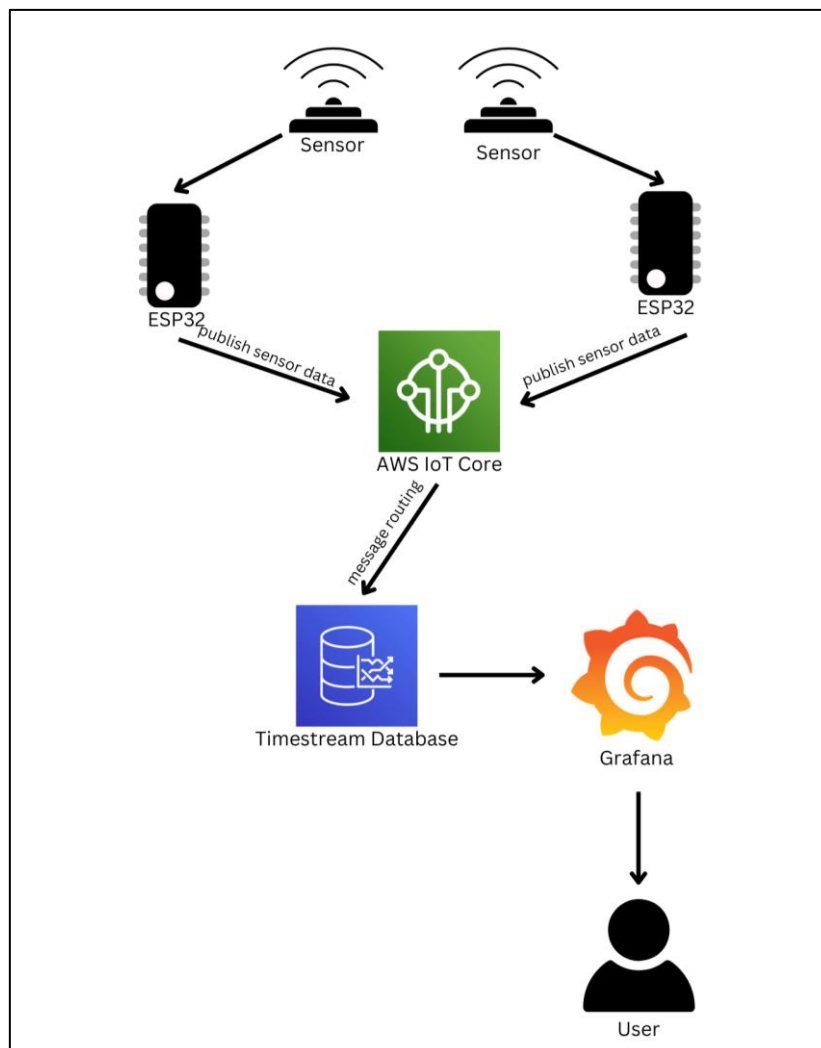 Sensor
Sensor
ESP32
ESP32
publish sensor data
publish sensor data
AWS IoT Core
message routing
Timestream Database
Grafana
User